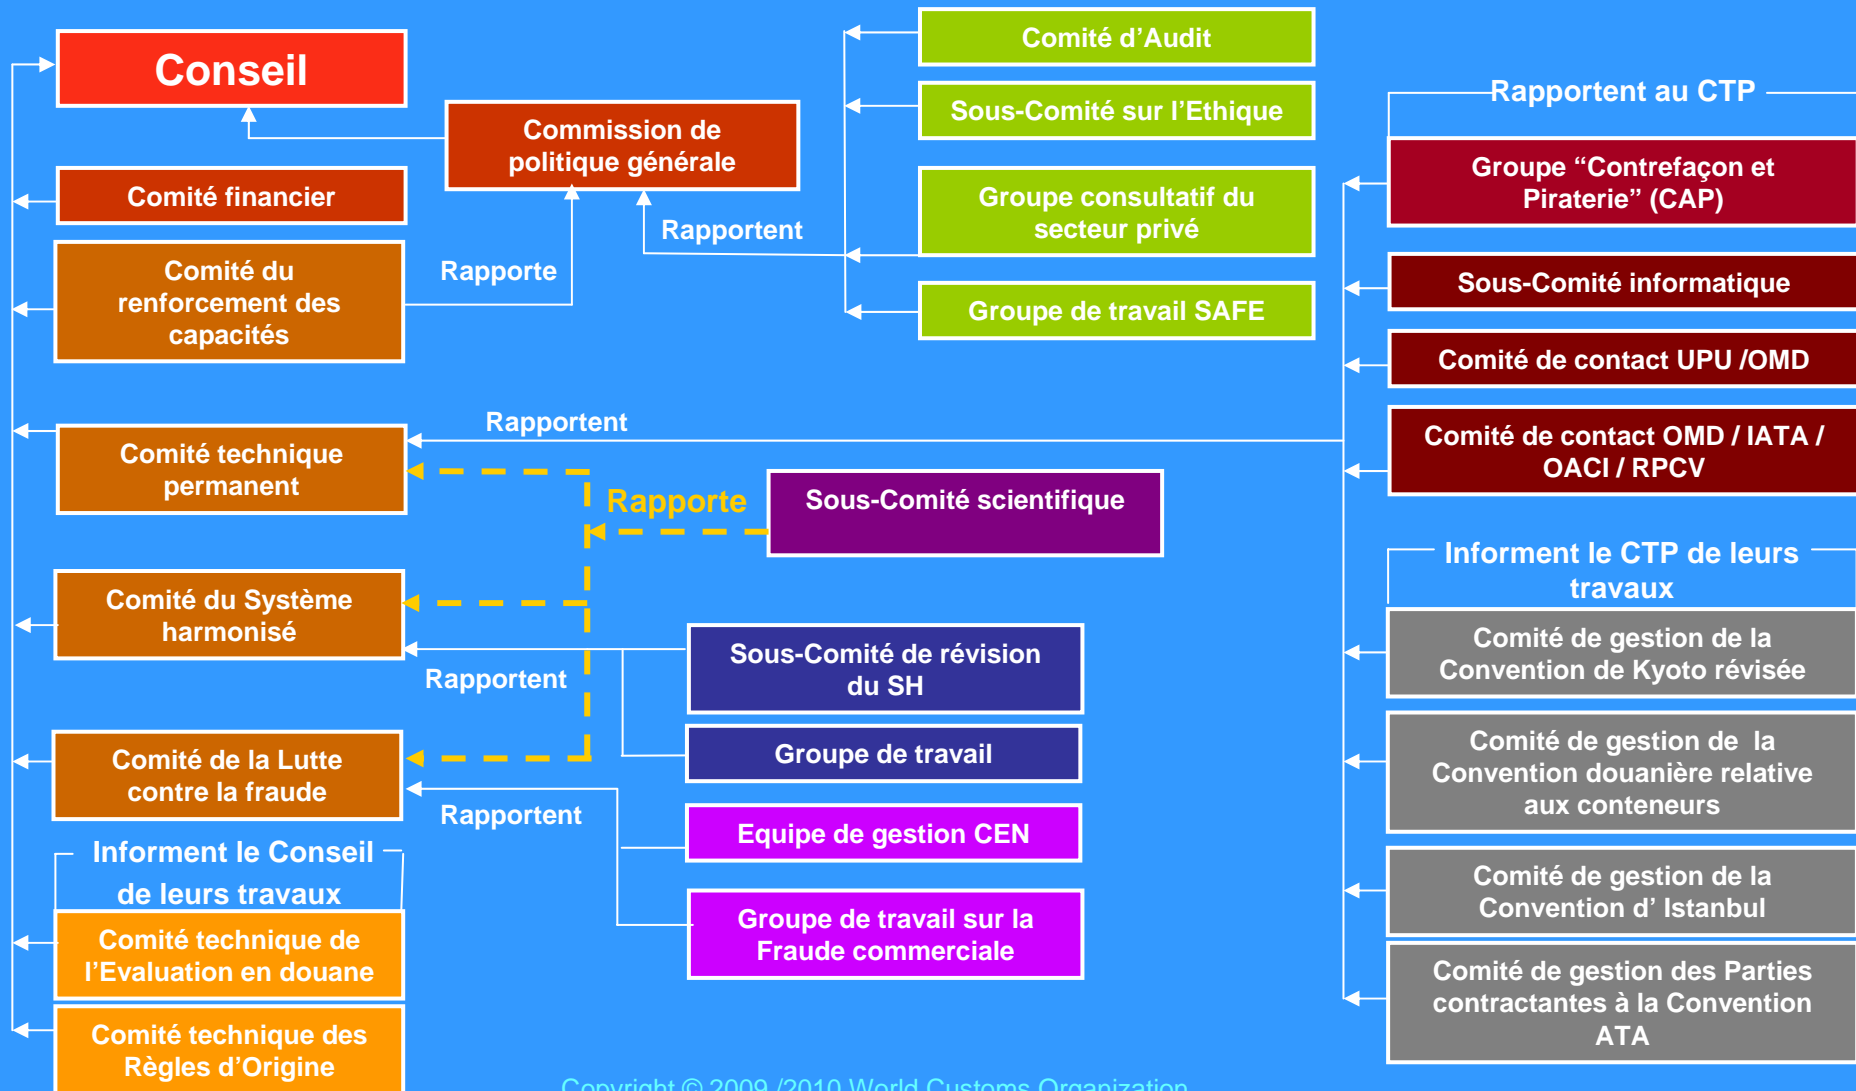 Conseil
Commission de
politique générale
Comité financier
Comité du
renforcement des
capacités
Rapporte
Rapportent
Comité d’Audit
Sous-Comité sur l’Ethique
Groupe consultatif du
secteur privé
Groupe de travail SAFE
Rapportent au CTP
Groupe “Contrefaçon et
Piraterie” (CAP)
Sous-Comité informatique
Comité de contact UPU /OMD
Comité de contact OMD / IATA /
OACI / RPCV
Rapportent
Comité technique
permanent
Rapporte
Sous-Comité scientifique
Informent le CTP de leurs
travaux
Comité de gestion de la
Convention de Kyoto révisée
Comité de gestion de la
Convention douanière relative
aux conteneurs
Comité de gestion de la
Convention d’ Istanbul
Comité de gestion des Parties
contractantes à la Convention
ATA
Comité du Système
harmonisé
Rapportent
Sous-Comité de révision
du SH
Groupe de travail
Comité de la Lutte
contre la fraude
Rapportent
Equipe de gestion CEN
Groupe de travail sur la
Fraude commerciale
Informent le Conseil
de leurs travaux
Comité technique de
l’Evaluation en douane
Comité technique des
Règles d’Origine
Copyright © 2009 /2010 World Customs Organization